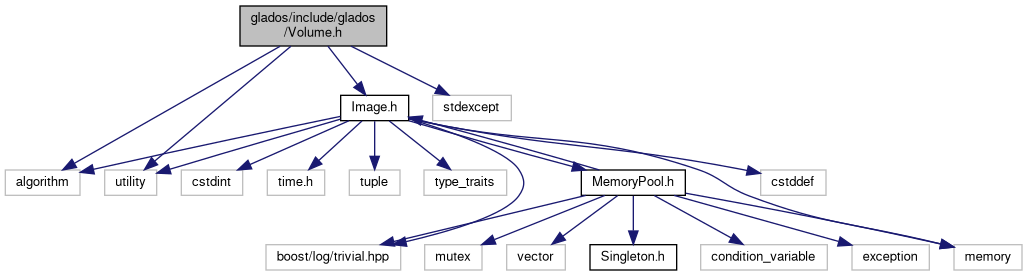 glados/include/glados
/Volume.h
Image.h
stdexcept
algorithm
utility
cstdint
time.h
tuple
type_traits
MemoryPool.h
cstddef
boost/log/trivial.hpp
mutex
vector
Singleton.h
condition_variable
exception
memory